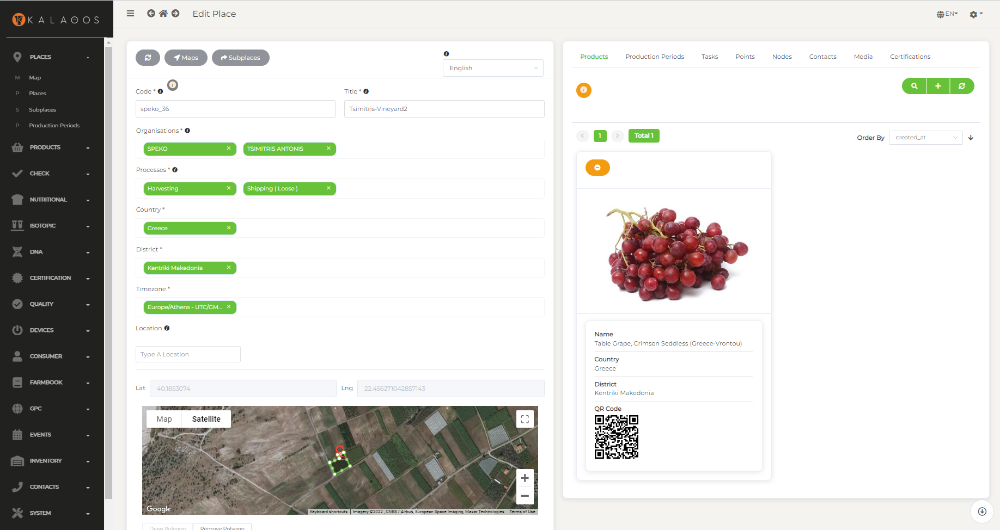 KALAΘOS
Edit Place
EN
PLACES
M Map
P Places
S Subplaces
P Production Periods
PRODUCTS
CHECK
NUTRITIONAL
ISOTOPIC
DNA
CERTIFICATION
QUALITY
DEVICES
CONSUMER
FARMBOOK
GPC
EVENTS
INVENTORY
CONTACTS
SYSTEM
Maps Subplaces
English
Code * Title *
speko_36 Tsimitris-Vineyard2
Organisations *
SPEKO × TSIMITRIS ANTONIS ×
Processes *
Harvesting × Shipping ( Loose ) ×
Country *
Greece ×
District *
Kentriki Makedonia ×
Timezone *
Europe/Athens - UTC/GM... ×
Location
Type A Location
Lat 40.1853074 Lng 22.456271042857143
Map Satellite
Google
Keyboard shortcuts Imagery ©2022 , CNES / Airbus, European Space Imaging, Maxar Technologies Terms of Use
Draw Polygon Remove Polygon
Products Production Periods Tasks Points Nodes Contacts Media Certifications
1 Total 1
Order By created_at
Name
Table Grape, Crimson Seddless (Greece-Vrontou)
Country
Greece
District
Kentriki Makedonia
QR Code